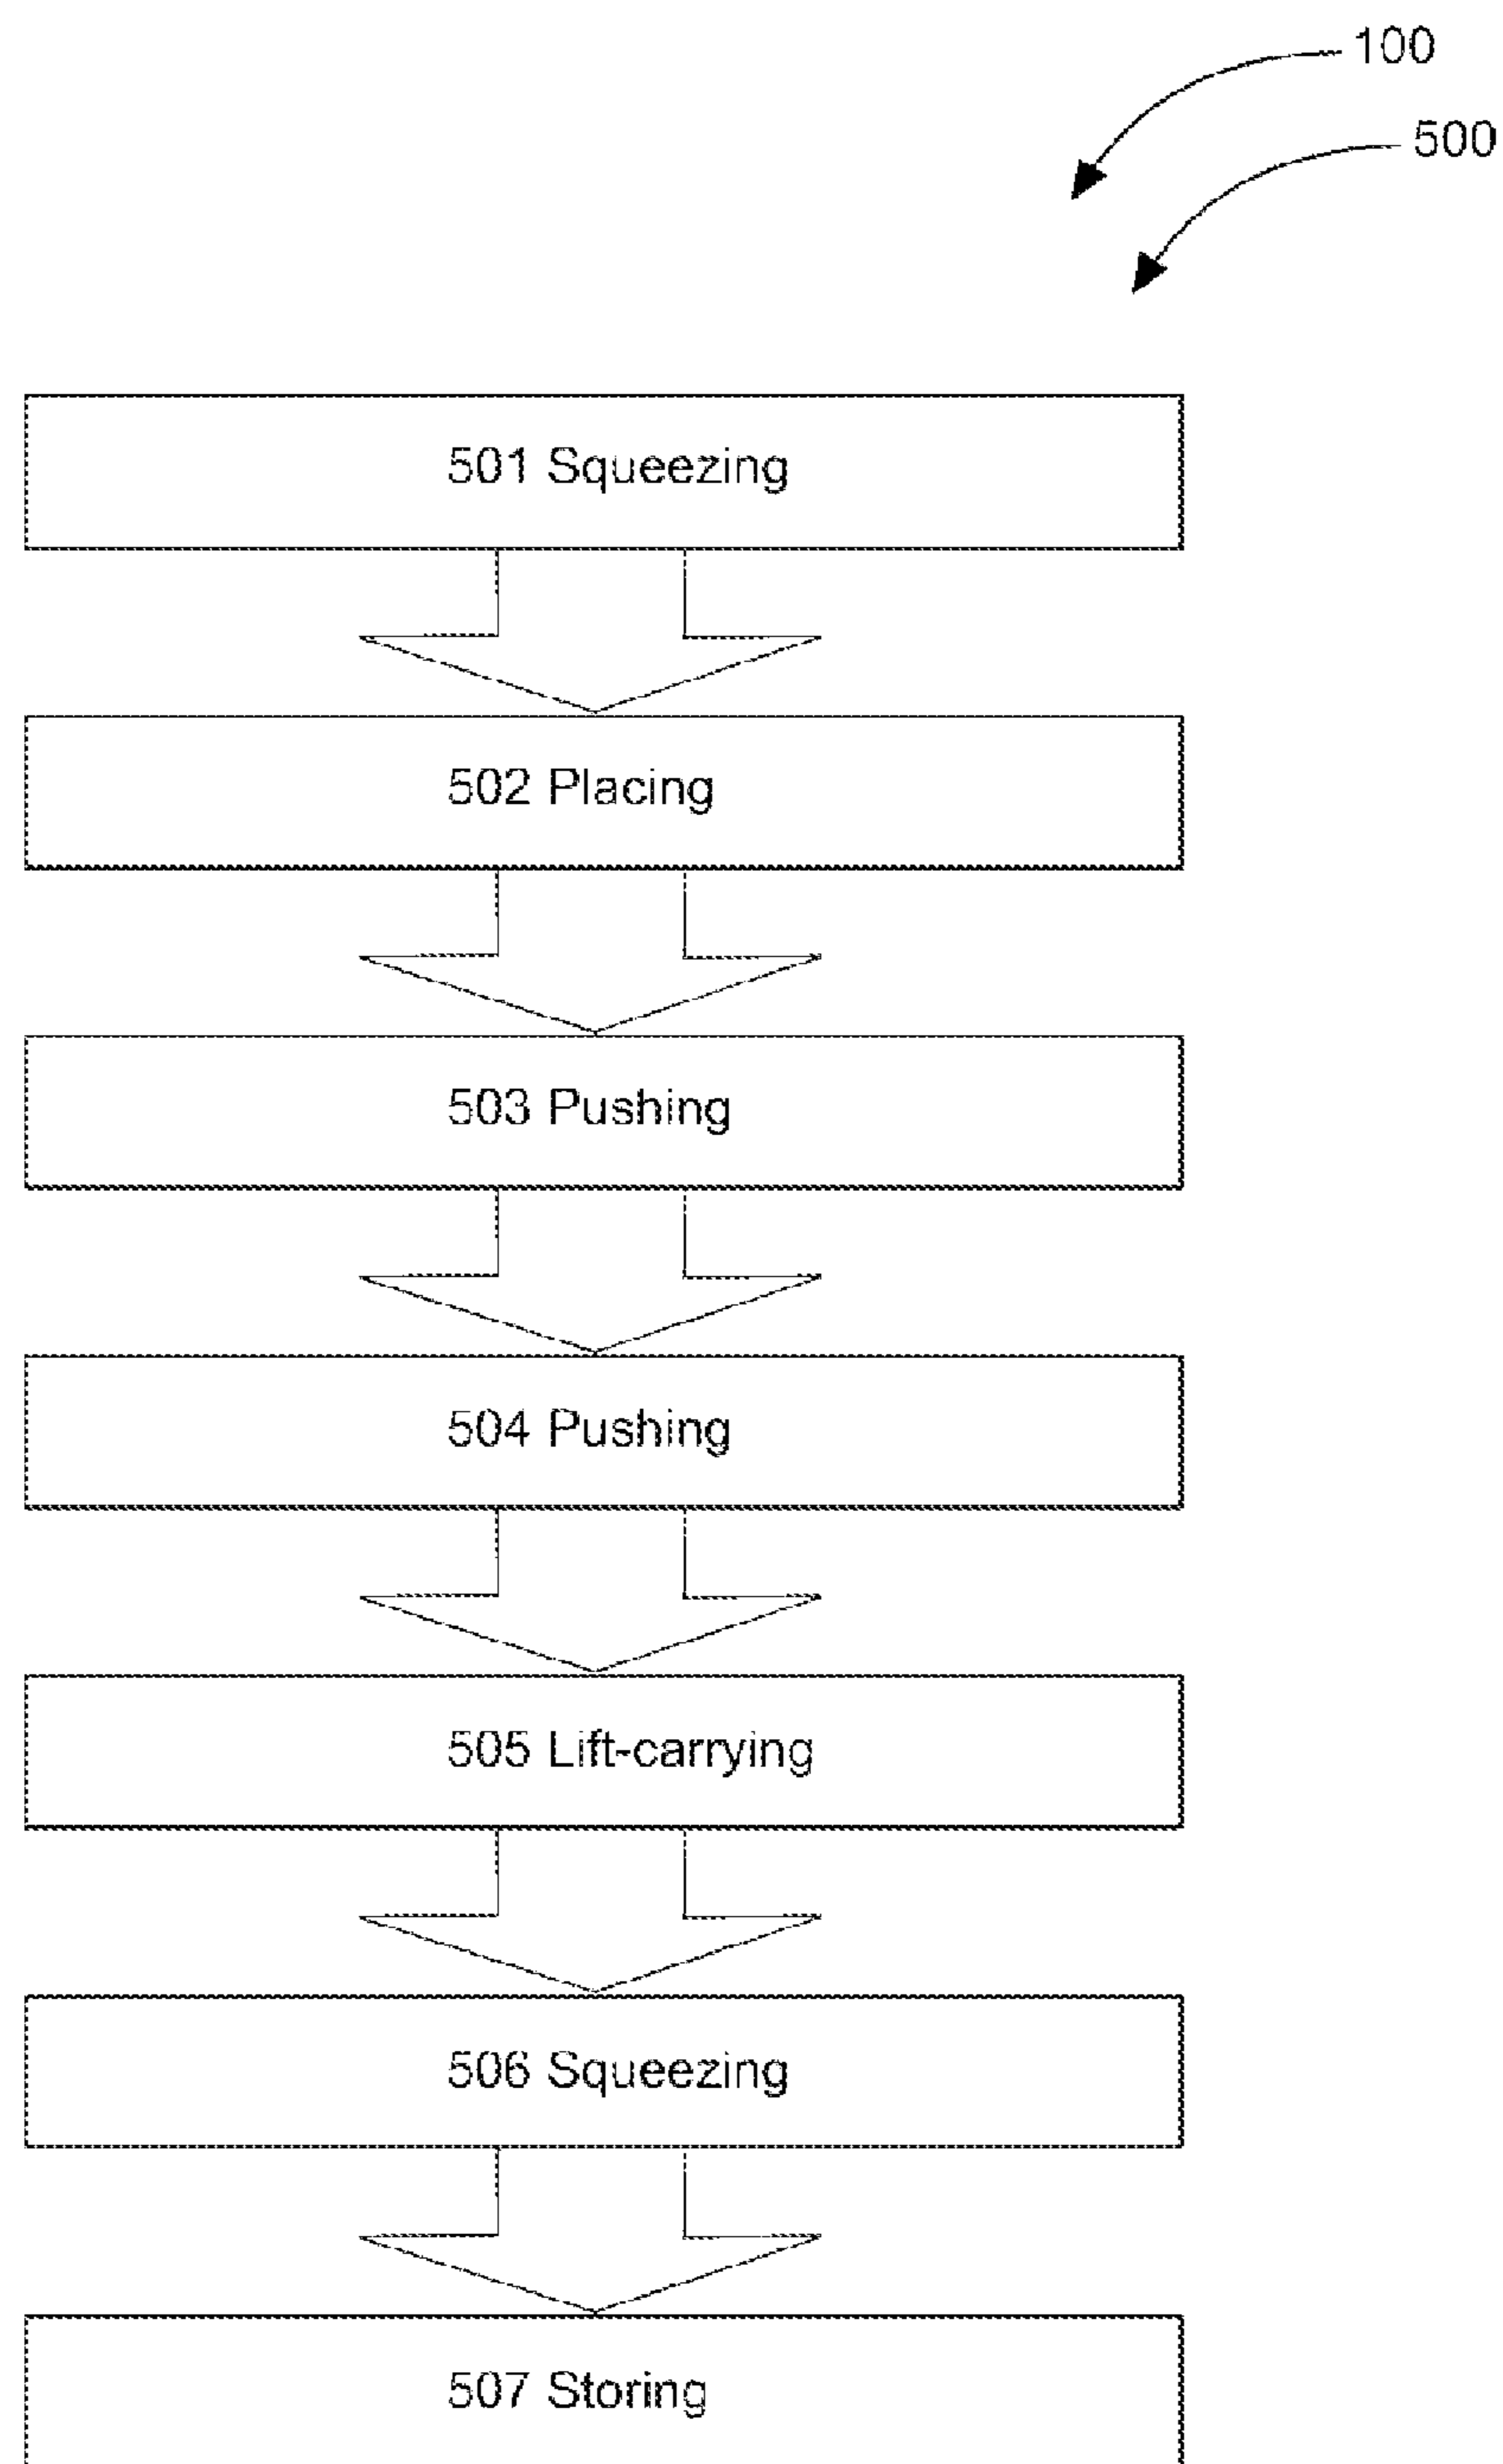 100
500
501 Squeezing
502 Placing
503 Pushing
504 Pushing
505 Lift-carrying
506 Squeezing
507 Storing